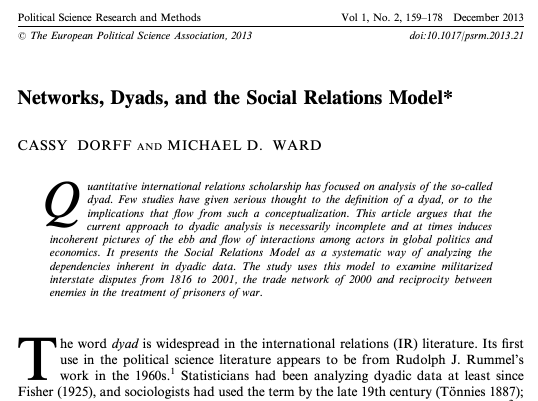 Political Science Research and Methods Vol 1, No. 2, 159–178 December 2013
© The European Political Science Association, 2013 doi:10.1017/psrm.2013.21
Networks, Dyads, and the Social Relations Model*
CASSY DORFF AND MICHAEL D. WARD
Quantitative international relations scholarship has focused on analysis of the so-called
dyad. Few studies have given serious thought to the definition of a dyad, or to the
implications that flow from such a conceptualization. This article argues that the
current approach to dyadic analysis is necessarily incomplete and at times induces
incoherent pictures of the ebb and flow of interactions among actors in global politics and
economics. It presents the Social Relations Model as a systematic way of analyzing the
dependencies inherent in dyadic data. The study uses this model to examine militarized
interstate disputes from 1816 to 2001, the trade network of 2000 and reciprocity between
enemies in the treatment of prisoners of war.
The word dyad is widespread in the international relations (IR) literature. Its first
use in the political science literature appears to be from Rudolph J. Rummel’s
work in the 1960s.1 Statisticians had been analyzing dyadic data at least since
Fisher (1925), and sociologists had used the term by the late 19th century (Tönnies 1887);